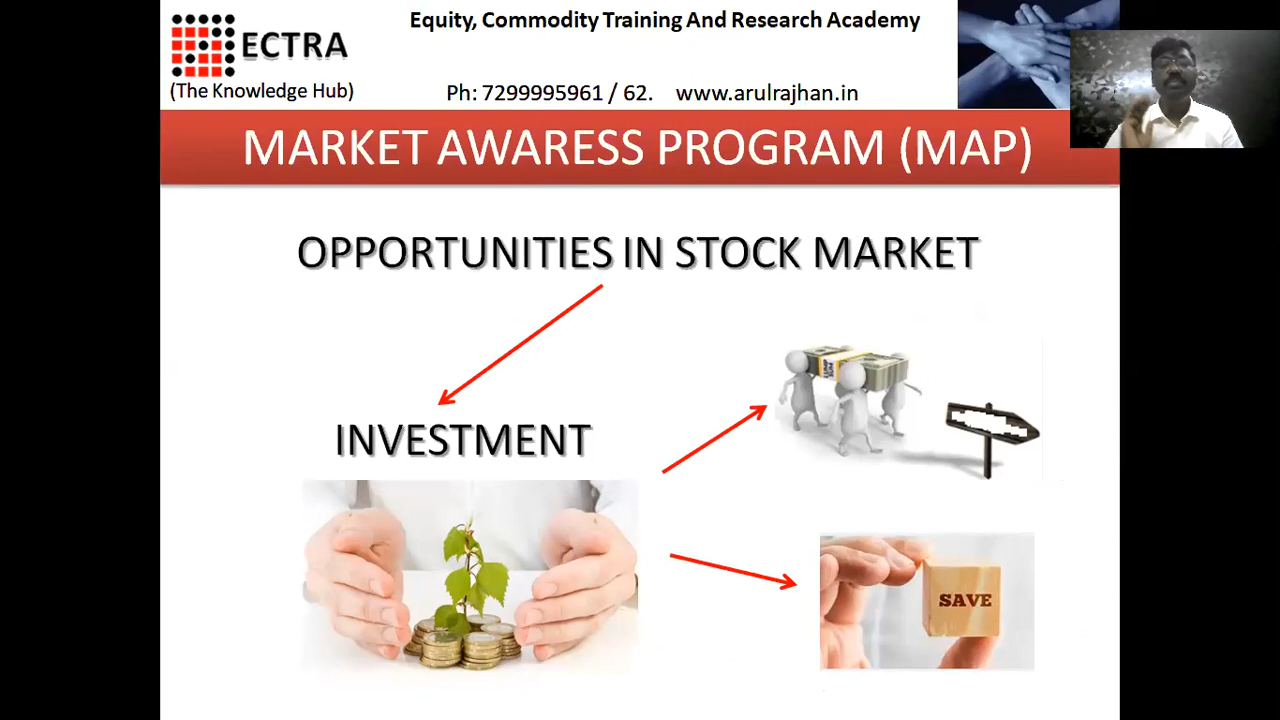 Equity, Commodity Training And Research Academy
ECTRA
(The Knowledge Hub)
Ph: 7299995961 / 62. www.arulrajhan.in
MARKET AWARESS PROGRAM (MAP)
OPPORTUNITIES IN STOCK MARKET
INVESTMENT
SAVE